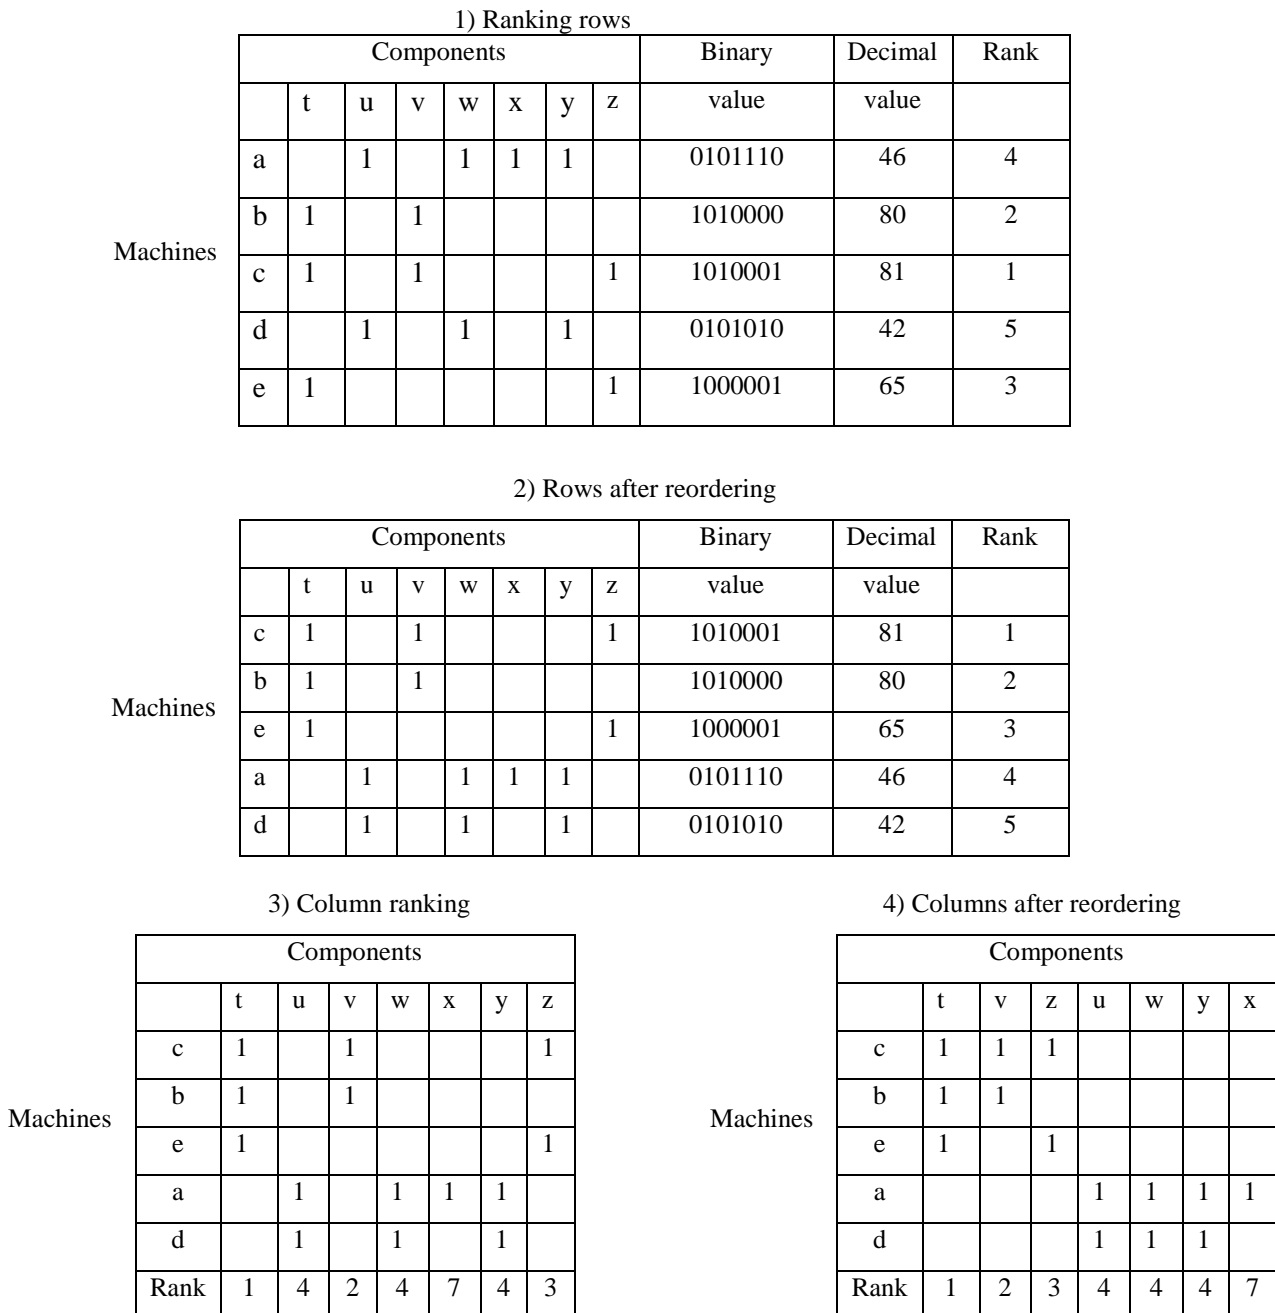 1) Ranking rows
Components Binary Decimal Rank
t u v w x y z value value
a 1 1 1 1 0101110 46 4
b 1 1 1010000 80 2
Machines
c 1 1 1 1010001 81 1
d 1 1 1 0101010 42 5
e 1 1 1000001 65 3
2) Rows after reordering
Components Binary Decimal Rank
t u v w x y z value value
c 1 1 1 1010001 81 1
b 1 1 1010000 80 2
Machines
e 1 1 1000001 65 3
a 1 1 1 1 0101110 46 4
d 1 1 1 0101010 42 5
3) Column ranking
Components
t u v w x y z
c 1 1 1
b 1 1
Machines
e 1 1
a 1 1 1 1
d 1 1 1
Rank 1 4 2 4 7 4 3
4) Columns after reordering
Components
t v z u w y x
c 1 1 1
b 1 1
Machines
e 1 1
a 1 1 1 1
d 1 1 1
Rank 1 2 3 4 4 4 7